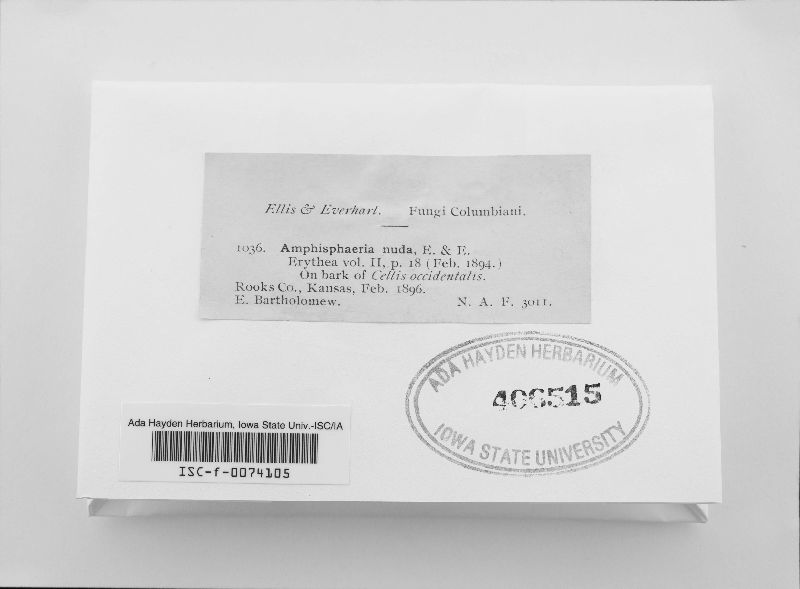 Ellis & Everhart. Fungi Columbiani.
1036. Amphisphaeria nuda, E. & E.
Erythea vol. II, p. 18 (Feb. 1894.)
On bark of Celtis occidentalis.
Rooks Co., Kansas, Feb. 1896.
E. Bartholomew. N. A. F. 3011.
ADA HAYDEN HERBARIUM
406515
IOWA STATE UNIVERSITY
Ada Hayden Herbarium, Iowa State Univ.-ISC/IA
ISC-f-0074105